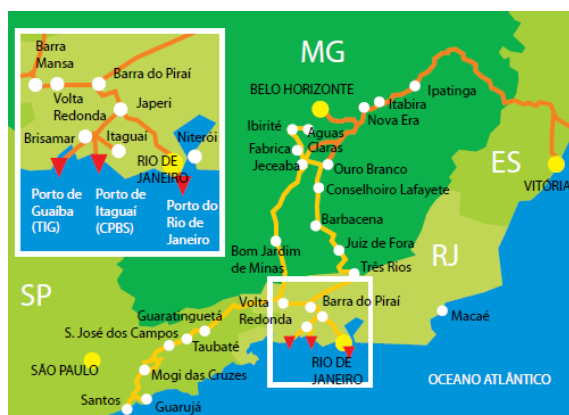 MG
Barra
Mansa
Barra do Piraí
Volta
Redonda
Japeri
Brisamar
Itaguaí
Niterói
RIO DE
JANEIRO
Porto de
Guaíba
(TIG)
Porto de
Itaguaí
(CPBS)
Porto do
Rio de
Janeiro
BELO HORIZONTE
Ipatinga
Itabira
Nova Era
Ibirité
Aguas
Claras
Fabrica
Jeceaba
Ouro Branco
Conselhoiro Lafayete
ES
VITÓRIA
Barbacena
Juiz de Fora
Bom Jardim
de Minas
Três Rios
RJ
SP
Volta
Redonda
Barra do Piraí
Guaratinguetá
S. José dos Campos
Taubaté
Macaé
SÃO PAULO
Mogi das Cruzes
RIO DE
JANEIRO
OCEANO ATLÂNTICO
Santos
Guarujá